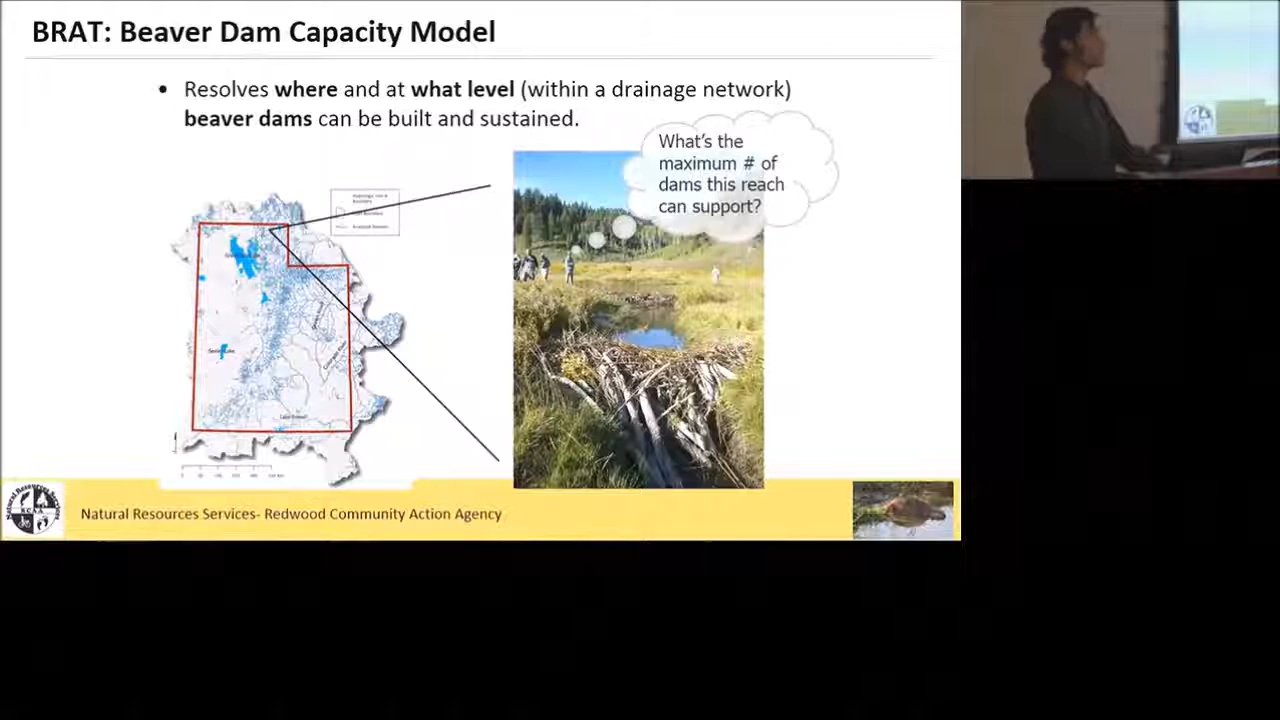 BRAT: Beaver Dam Capacity Model
• Resolves where and at what level (within a drainage network)
beaver dams can be built and sustained.
What's the
maximum # of
dams this reach
can support?
Natural Resources Services- Redwood Community Action Agency